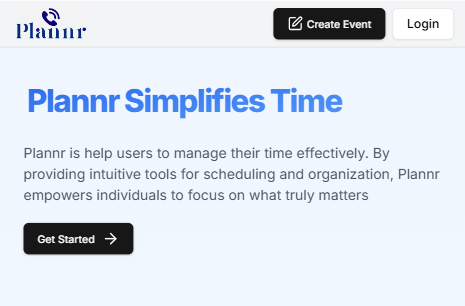 Plannr
Create Event
Login
Plannr Simplifies Time
Plannr is help users to manage their time effectively. By
providing intuitive tools for scheduling and organization, Plannr
empowers individuals to focus on what truly matters
Get Started